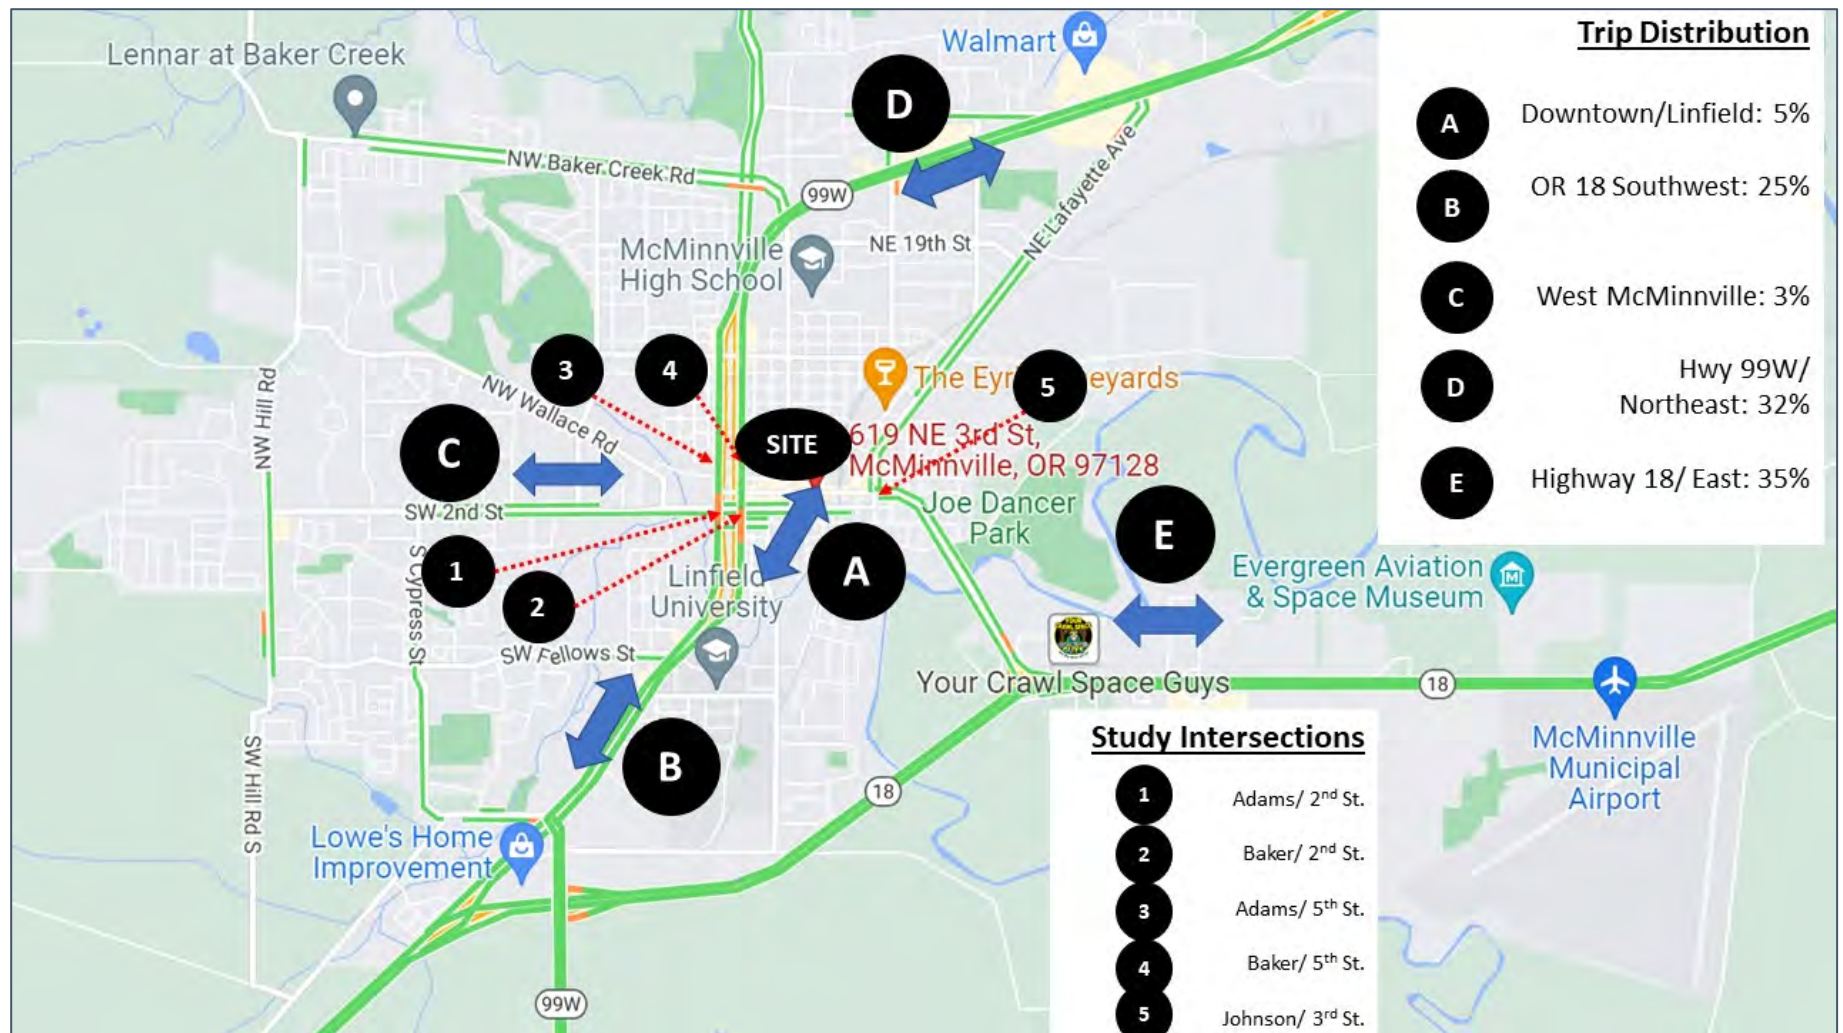 Lennar at Baker Creek
Walmart
D
NW Baker Creek Rd
99W
NE Lafayette Ave
McMinnville
High School
NE 19th St
3
4
5
The Eyri
eyards
NW Wallace Rd
NW Hill Rd
C
SITE
619 NE 3rd St,
McMinnville, OR 97128
SW 2nd St
Joe Dancer
Park
E
1
2
A
S Cypress St
Linfield
University
Evergreen Aviation
& Space Museum
SW Fellows St
Your Crawl Space Guys
18
B
SW Hill Rd S
18
McMinnville
Municipal
Airport
Lowe's Home
Improvement
99W
Trip Distribution
A Downtown/Linfield: 5%
B OR 18 Southwest: 25%
C West McMinnville: 3%
D Hwy 99W/
Northeast: 32%
E Highway 18/ East: 35%
Study Intersections
1 Adams/ 2nd St.
2 Baker/ 2nd St.
3 Adams/ 5th St.
4 Baker/ 5th St.
5 Johnson/ 3rd St.